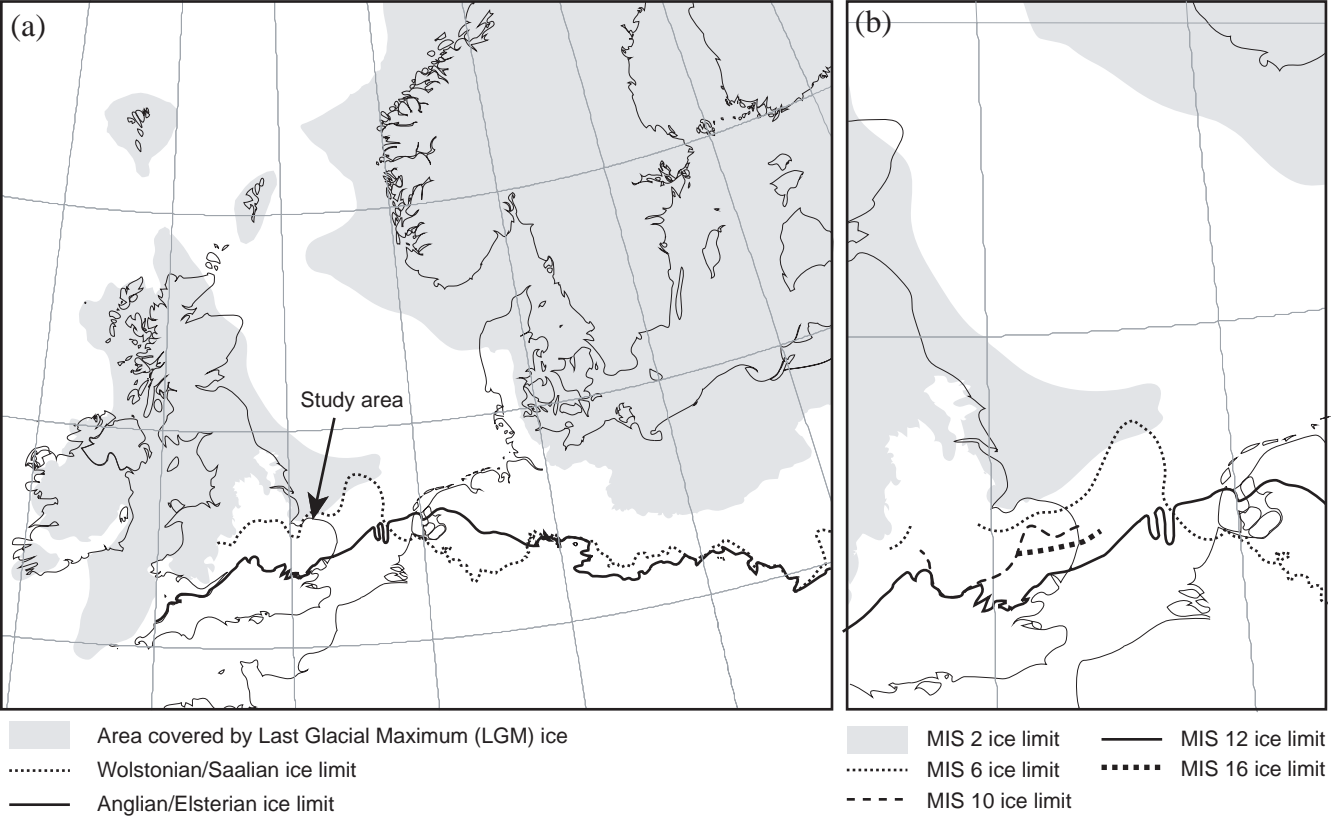 (a)
(b)
Study area
Area covered by Last Glacial Maximum (LGM) ice
Wolstonian/Saalian ice limit
Anglian/Elsterian ice limit
MIS 2 ice limit
MIS 6 ice limit
MIS 10 ice limit
MIS 12 ice limit
MIS 16 ice limit